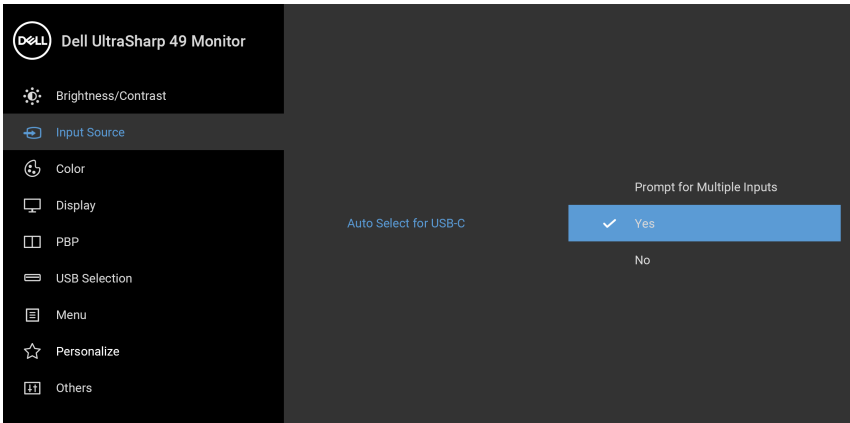 DELL
Dell UltraSharp 49 Monitor
Brightness/Contrast
Input Source
Color
Display
PBP
USB Selection
Menu
Personalize
Others
Auto Select for USB-C
Prompt for Multiple Inputs
Yes
No